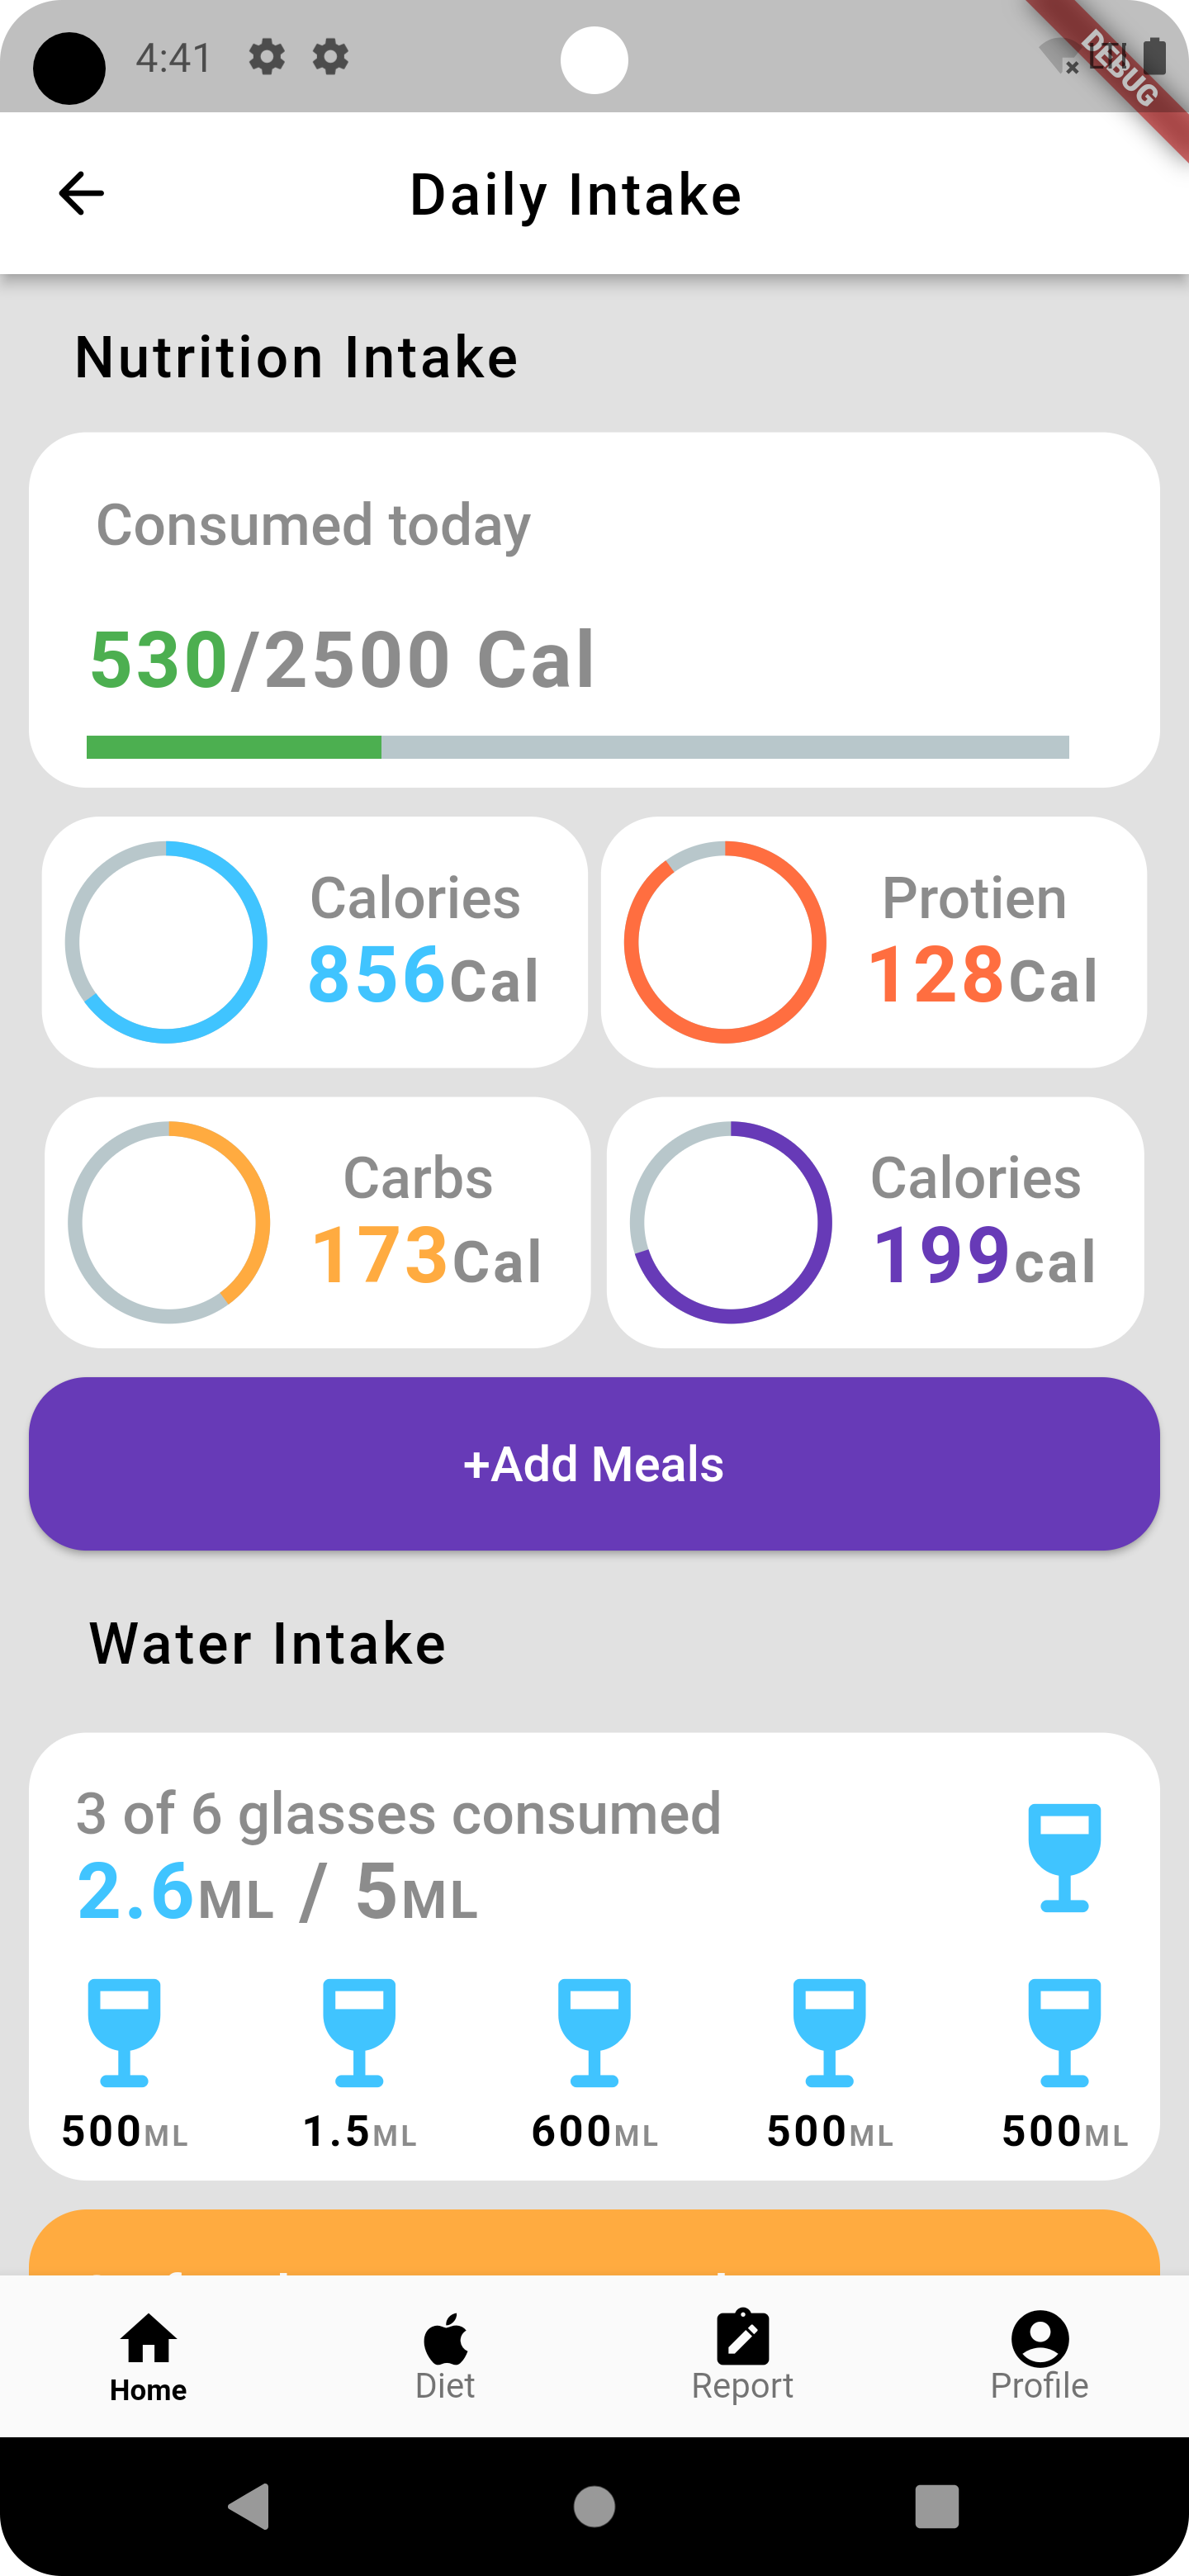 4:41
DEBUG
Daily Intake
Nutrition Intake
Consumed today
530/2500 Cal
Calories
856Cal
Protien
128Cal
Carbs
173Cal
Calories
199cal
+Add Meals
Water Intake
3 of 6 glasses consumed
2.6ML / 5ML
500ML 1.5ML 600ML 500ML 500ML
Home Diet Report Profile